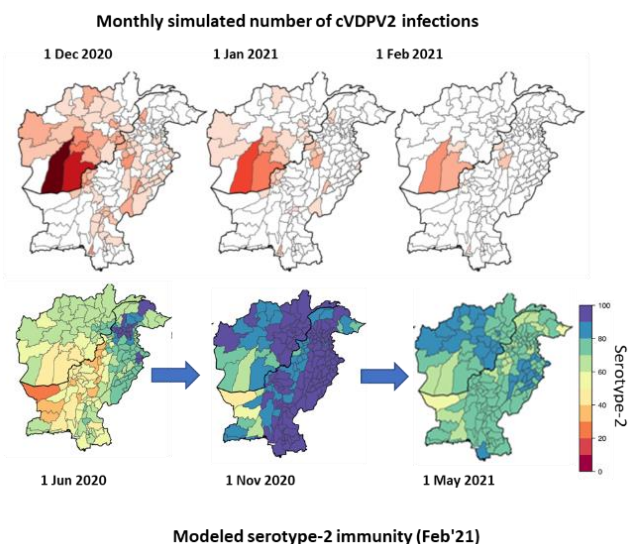 Monthly simulated number of cVDPV2 infections
1 Dec 2020
1 Jan 2021
1 Feb 2021
100
80
60
40
20
0
Serotype-2
1 Jun 2020
1 Nov 2020
1 May 2021
Modeled serotype-2 immunity (Feb'21)